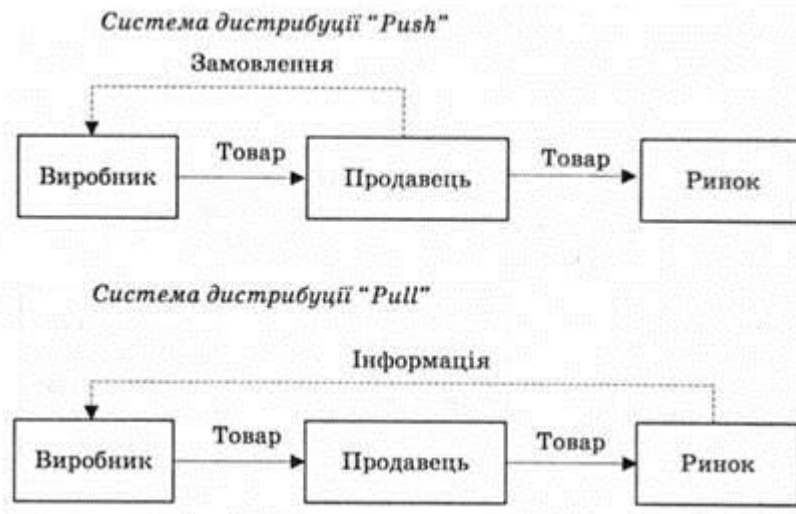 Система дистрибуції “Push”
Замовлення
Виробник
Товар
Продавець
Товар
Ринок
Система дистрибуції “Pull”
Інформація
Виробник
Товар
Продавець
Товар
Ринок